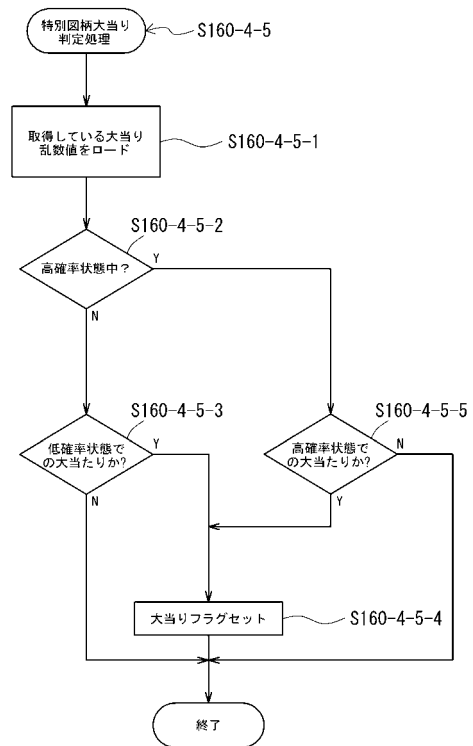 特別図柄大当り
判定処理
S160-4-5
取得している大当り
乱数値をロード
S160-4-5-1
S160-4-5-2
高確率状態中?
Y
N
S160-4-5-3
低確率状態で
の大当たりか?
Y
N
S160-4-5-5
高確率状態で
の大当たりか?
N
Y
大当りフラグセット
S160-4-5-4
終了